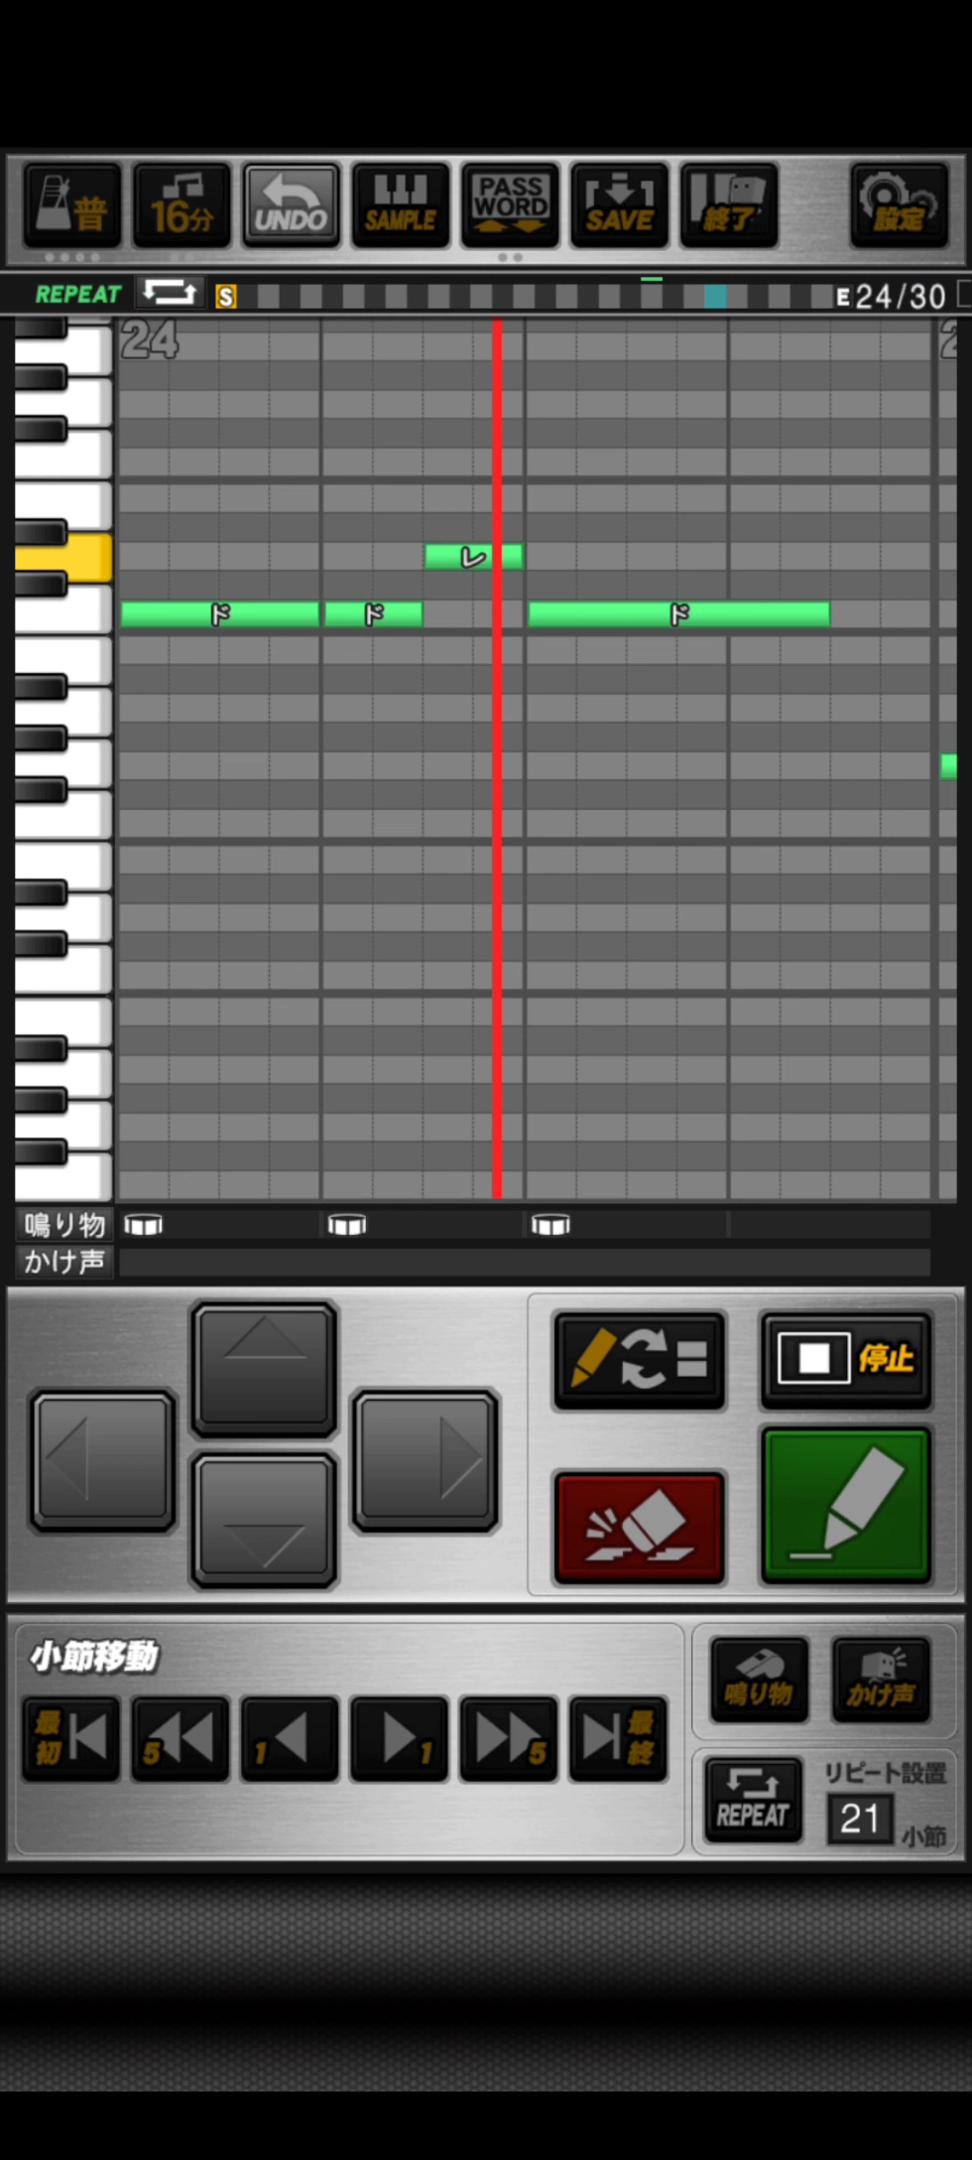 普 16分 UNDO SAMPLE PASS WORD SAVE 終了 設定
REPEAT S E 24/30
24
レ
ド ド ド
鳴り物
かけ声
停止
小節移動
鳴り物 かけ声
最初 5 1 1 5 最終
REPEAT リピート設置 21 小節